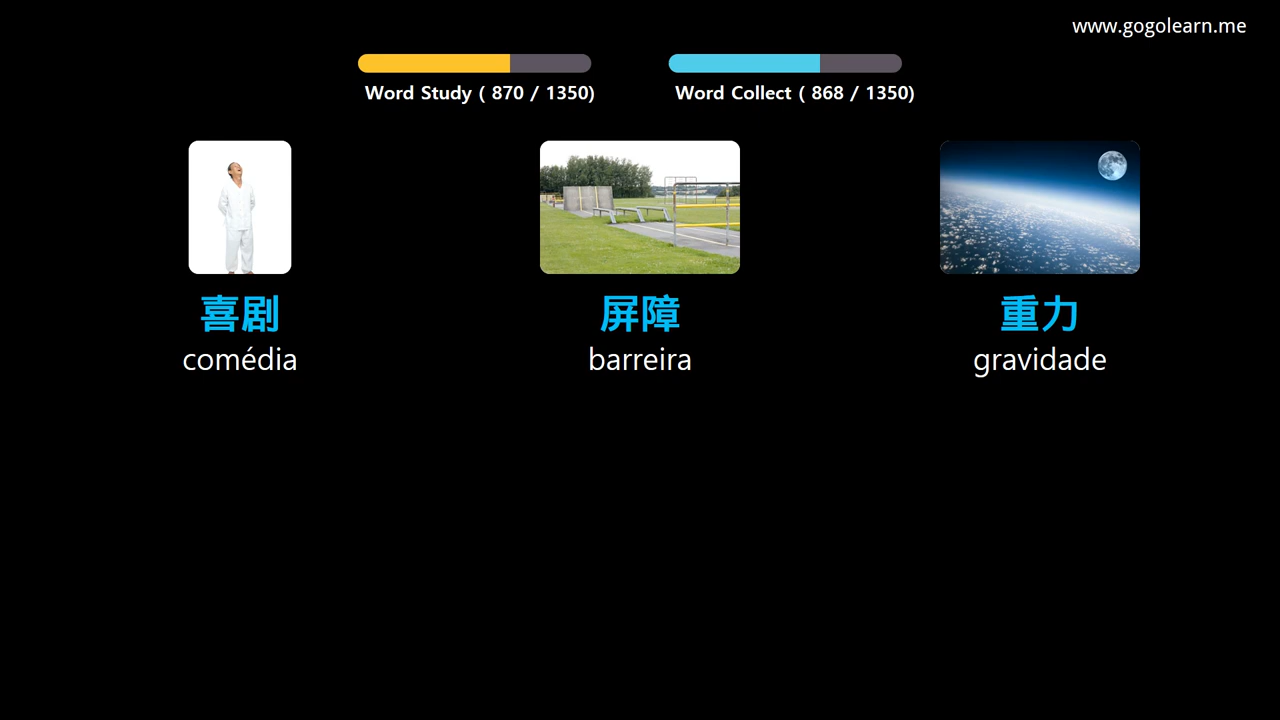 www.gogolearn.me
Word Study ( 870 / 1350)
Word Collect ( 868 / 1350)
喜剧
comédia
屏障
barreira
重力
gravidade